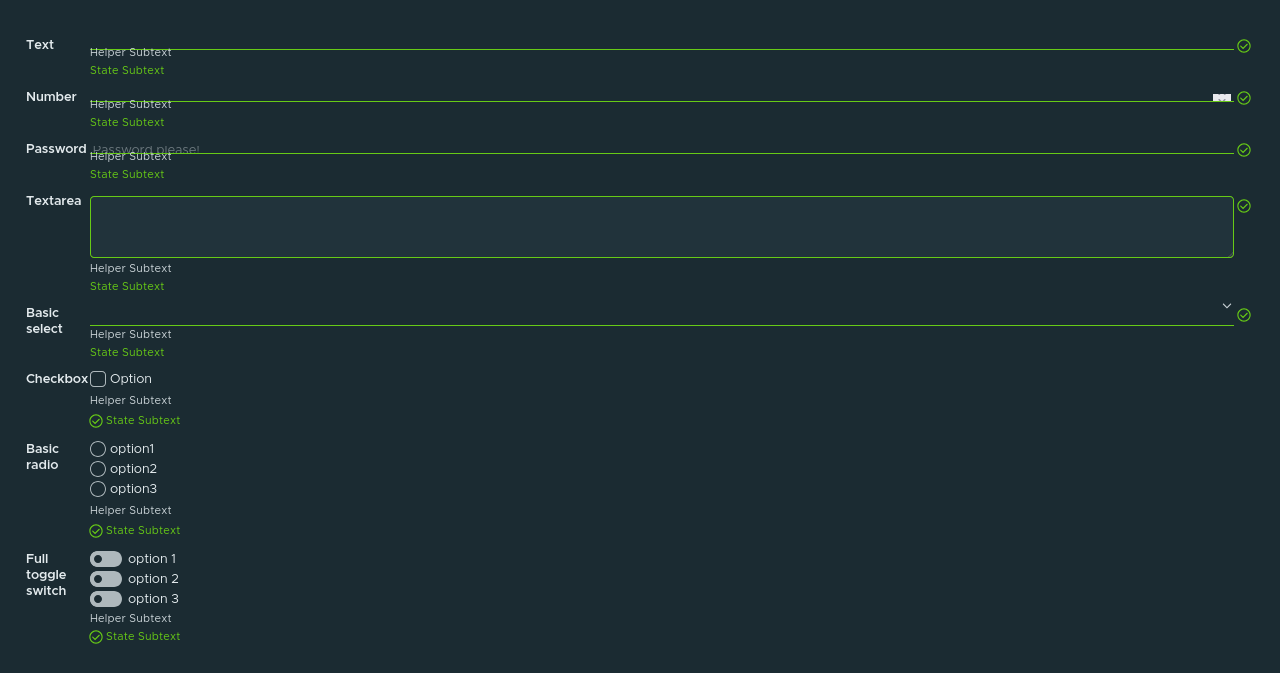 Text
Helper Subtext
State Subtext
Number
Helper Subtext
State Subtext
Password Password please!
Helper Subtext
State Subtext
Textarea
Helper Subtext
State Subtext
Basic
select
Helper Subtext
State Subtext
Checkbox Option
Helper Subtext
State Subtext
Basic option1
radio option2
option3
Helper Subtext
State Subtext
Full option 1
toggle option 2
switch option 3
Helper Subtext
State Subtext